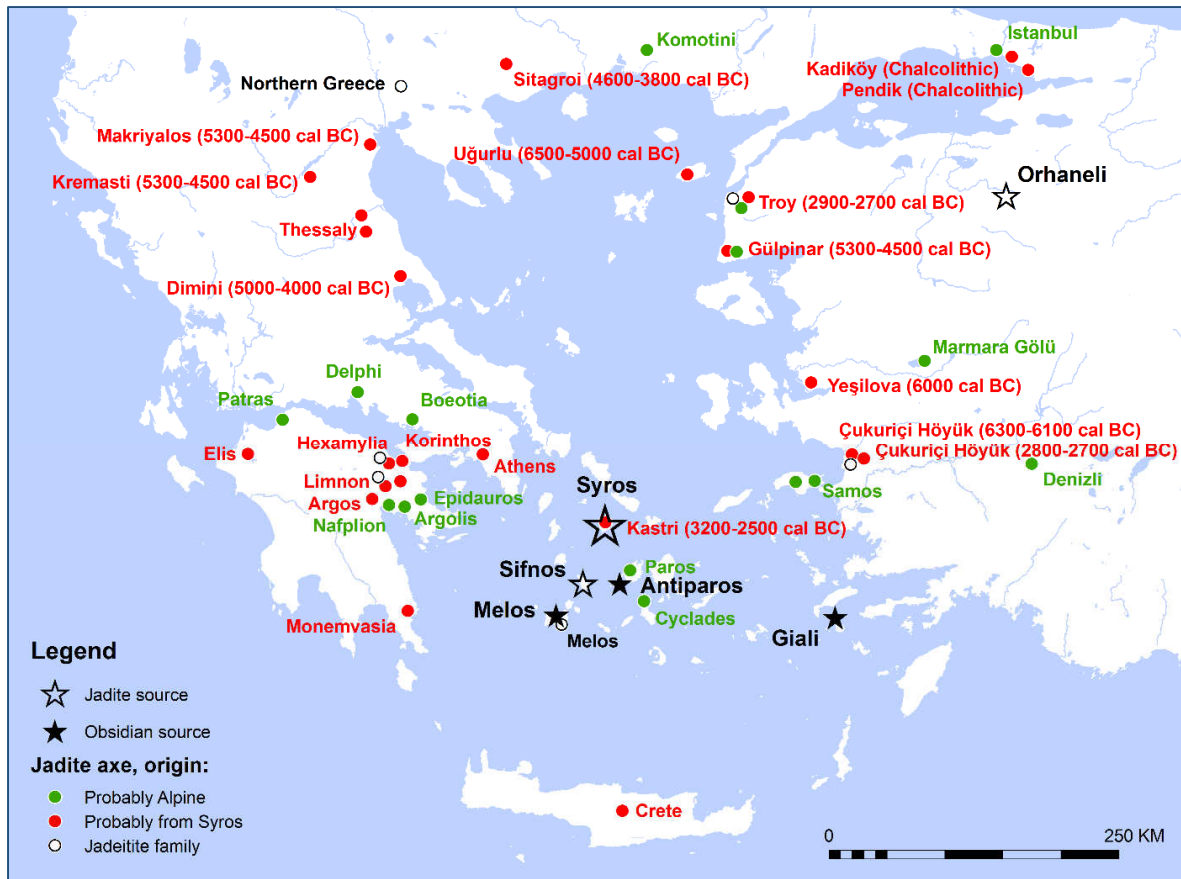 Komotini
Istanbul
Sitagroi (4600-3800 cal BC)
Kadiköy (Chalcolithic)
Pendik (Chalcolithic)
Northern Greece
Makriyalos (5300-4500 cal BC)
Uğurlu (6500-5000 cal BC)
Kremasti (5300-4500 cal BC)
Orhaneli
Troy (2900-2700 cal BC)
Thessaly
Gülpinar (5300-4500 cal BC)
Dimini (5000-4000 cal BC)
Marmara Gölü
Delphi
Yeşilova (6000 cal BC)
Patras
Boeotia
Çukuriçi Höyük (6300-6100 cal BC)
Hexamylia
Korinthos
Elis
Athens
Çukuriçi Höyük (2800-2700 cal BC)
Limnon
Denizli
Syros
Samos
Argos
Epidauros
Nafplion
Argolis
Kastri (3200-2500 cal BC)
Sifnos
Paros
Antiparos
Melos
Cyclades
Monemvasia
Melos
Giali
Legend
Jadite source
Obsidian source
Jadite axe, origin:
Probably Alpine
Probably from Syros
Jadeitite family
Crete
0
250 KM